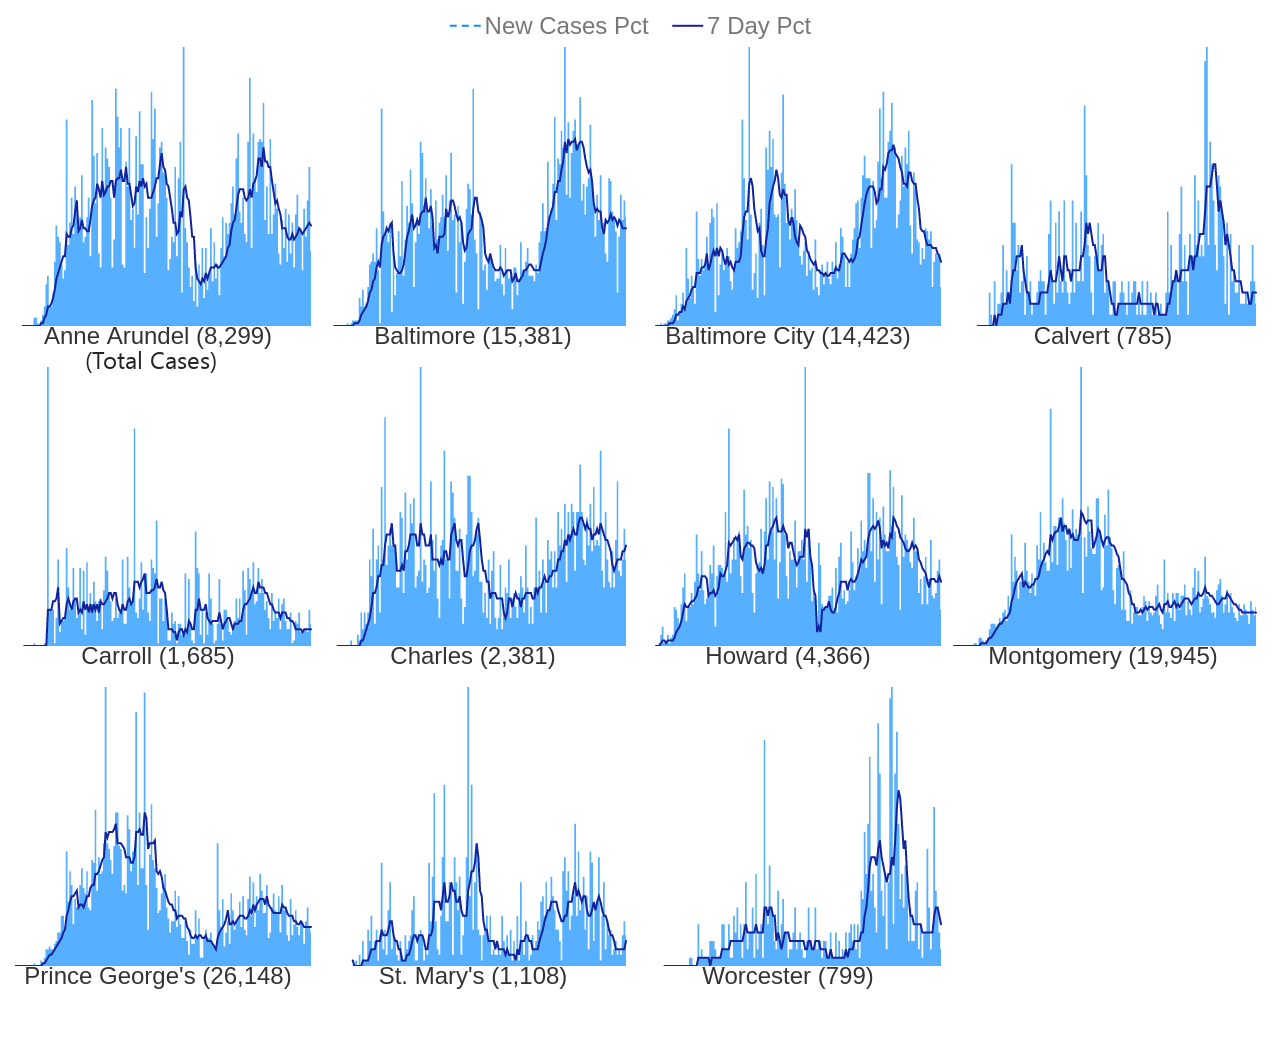 New Cases Pct 7 Day Pct
Anne Arundel (8,299) Baltimore (15,381) Baltimore City (14,423) Calvert (785)
(Total Cases)
Carroll (1,685) Charles (2,381) Howard (4,366) Montgomery (19,945)
Prince George's (26,148) St. Mary's (1,108) Worcester (799)